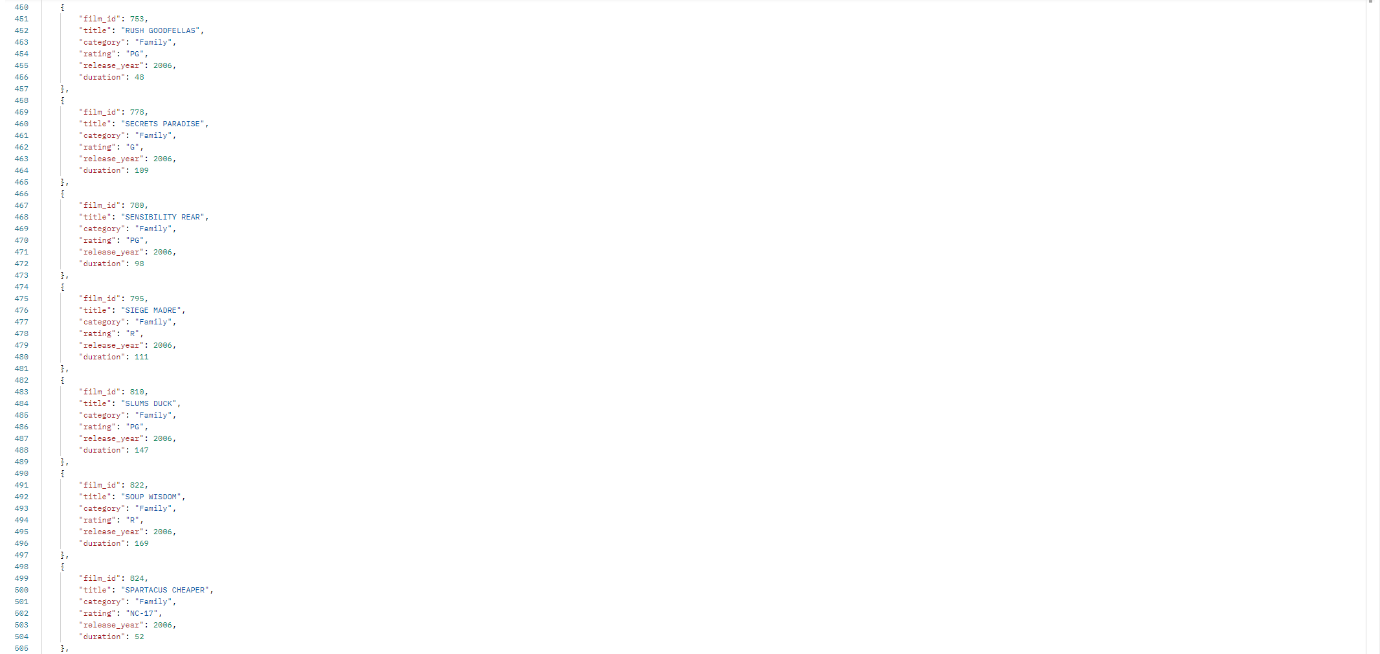 450 {
451 "film_id": 753,
452 "title": "RUSH GOODFELLAS",
453 "category": "Family",
454 "rating": "PG",
455 "release_year": 2006,
456 "duration": 48
457 },
458 {
459 "film_id": 778,
460 "title": "SECRETS PARADISE",
461 "category": "Family",
462 "rating": "G",
463 "release_year": 2006,
464 "duration": 109
465 },
466 {
467 "film_id": 780,
468 "title": "SENSIBILITY REAR",
469 "category": "Family",
470 "rating": "PG",
471 "release_year": 2006,
472 "duration": 98
473 },
474 {
475 "film_id": 795,
476 "title": "SIEGE MADRE",
477 "category": "Family",
478 "rating": "R",
479 "release_year": 2006,
480 "duration": 111
481 },
482 {
483 "film_id": 810,
484 "title": "SLUMS DUCK",
485 "category": "Family",
486 "rating": "PG",
487 "release_year": 2006,
488 "duration": 147
489 },
490 {
491 "film_id": 822,
492 "title": "SOUP WISDOM",
493 "category": "Family",
494 "rating": "R",
495 "release_year": 2006,
496 "duration": 169
497 },
498 {
499 "film_id": 824,
500 "title": "SPARTACUS CHEAPER",
501 "category": "Family",
502 "rating": "NC-17",
503 "release_year": 2006,
504 "duration": 52
505 },